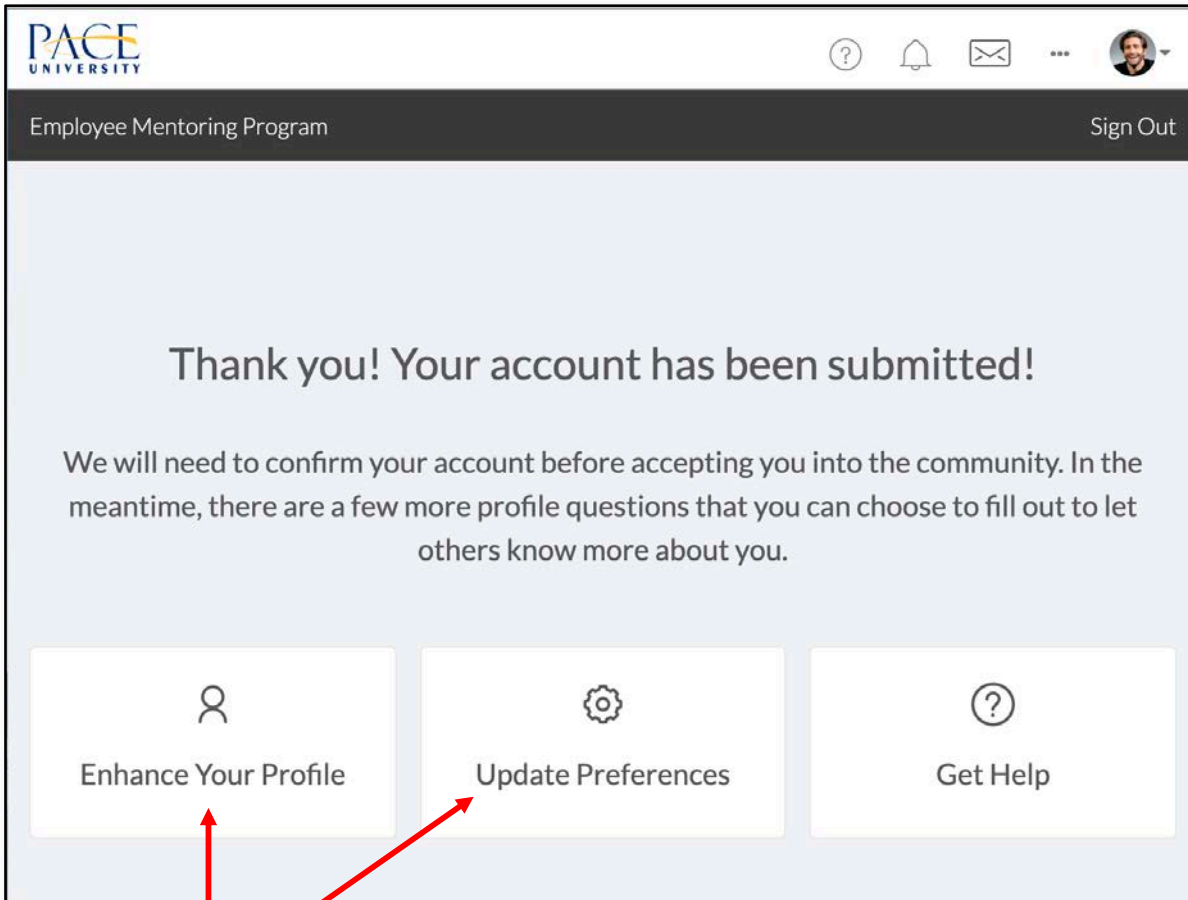 PACE
UNIVERSITY
Employee Mentoring Program
Sign Out
Thank you! Your account has been submitted!
We will need to confirm your account before accepting you into the community. In the
meantime, there are a few more profile questions that you can choose to fill out to let
others know more about you.
Enhance Your Profile
Update Preferences
Get Help